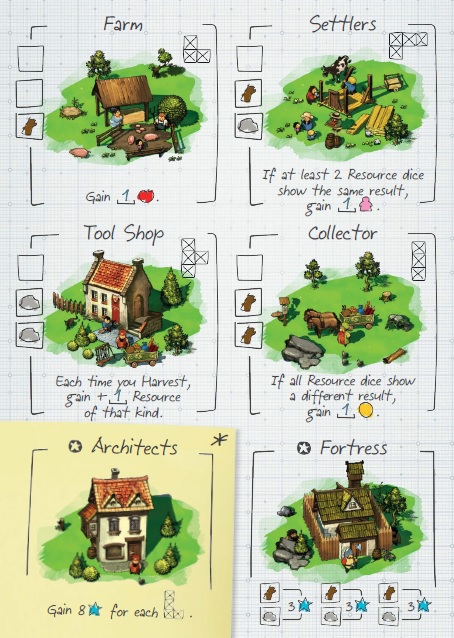 Farm
Gain 1 .
Settlers
If at least 2 Resource dice
show the same result,
gain 1 .
Tool Shop
Each time you Harvest,
gain + 1 Resource
of that kind.
Collector
If all Resource dice show
a different result,
gain 1 .
Architects *
Gain 8 for each .
Fortress
3 3 3